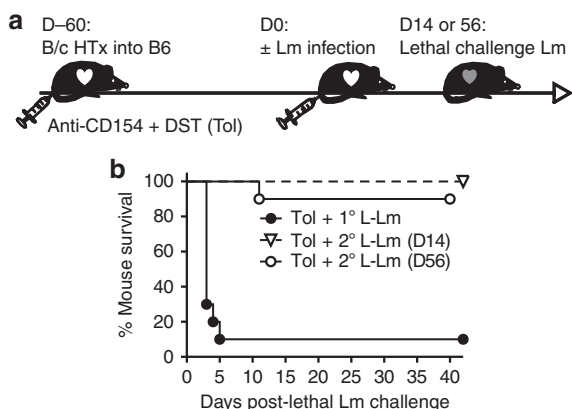 a
D–60:
B/c HTx into B6
D0:
± Lm infection
D14 or 56:
Lethal challenge Lm
Anti-CD154 + DST (Tol)
b
% Mouse survival
100
80
60
40
20
0
Tol + 1° L-Lm
Tol + 2° L-Lm (D14)
Tol + 2° L-Lm (D56)
0 5 10 15 20 25 30 35 40
Days post-lethal Lm challenge